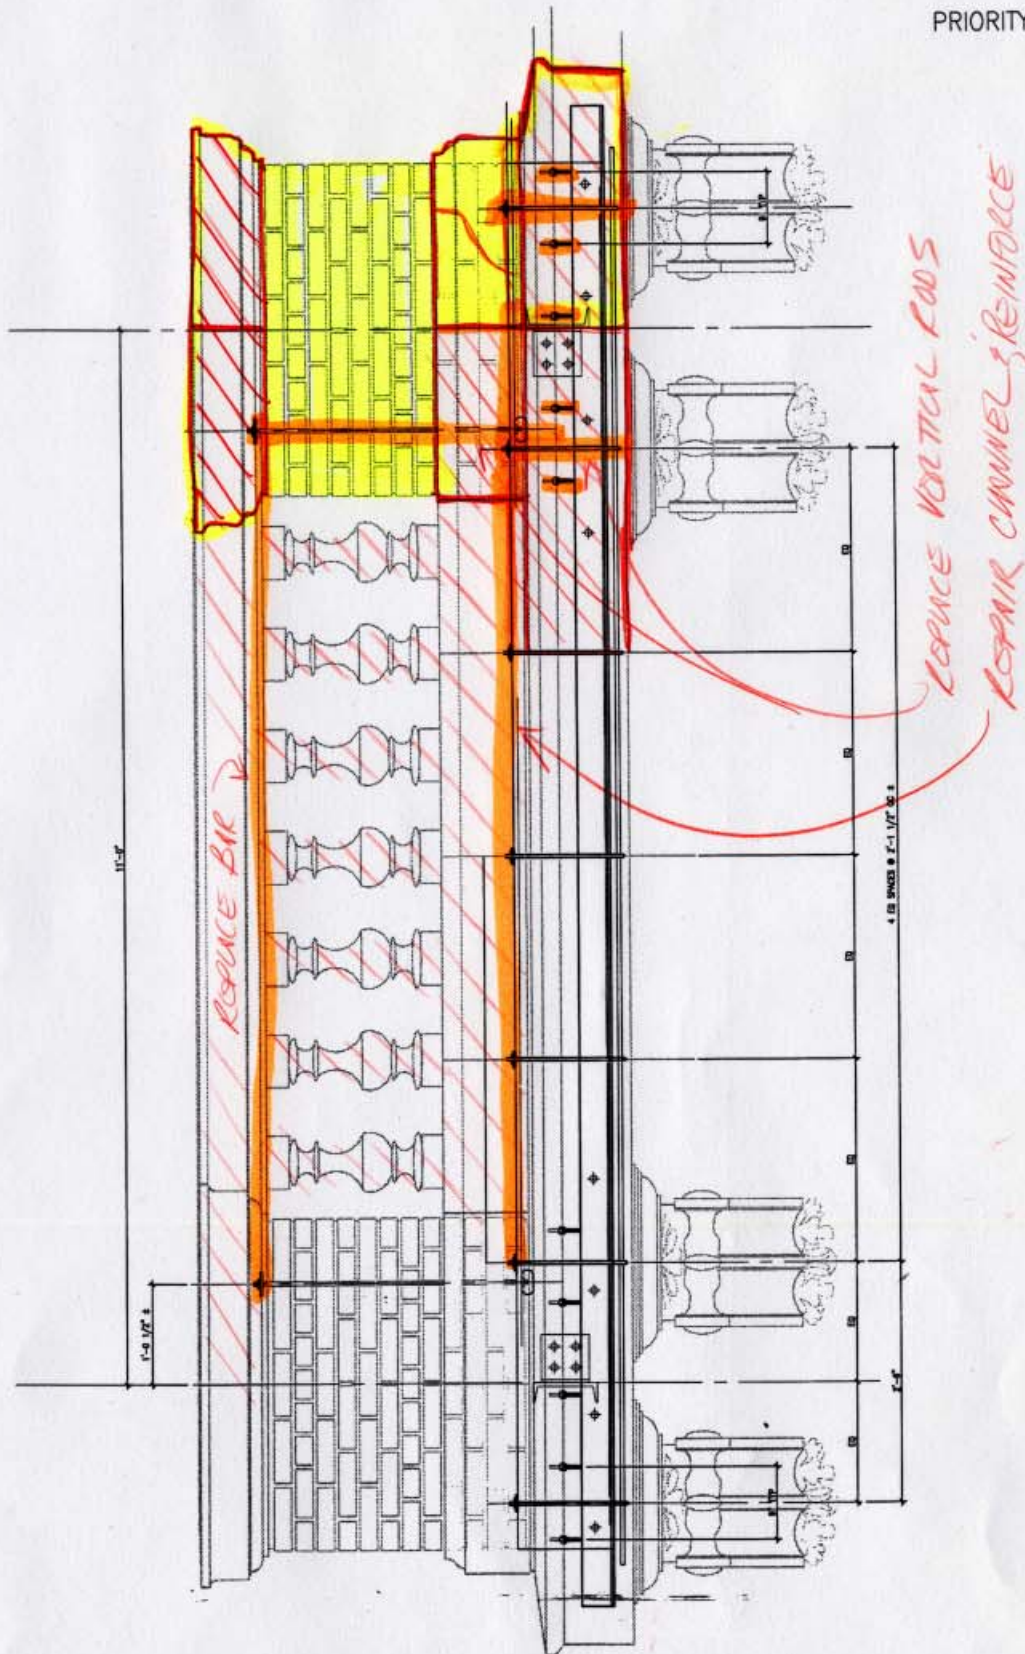 PRIORITY
REPLACE VORTICAL RODS
REPAIR CHANNEL & REINFORCE
REPLACE BAR
11'-0"
1'-0 1/2" ±
4 EQ SPACES @ 2'-1 1/2" OC ±
EQ
EQ
EQ
EQ
EQ
EQ
2'-6"